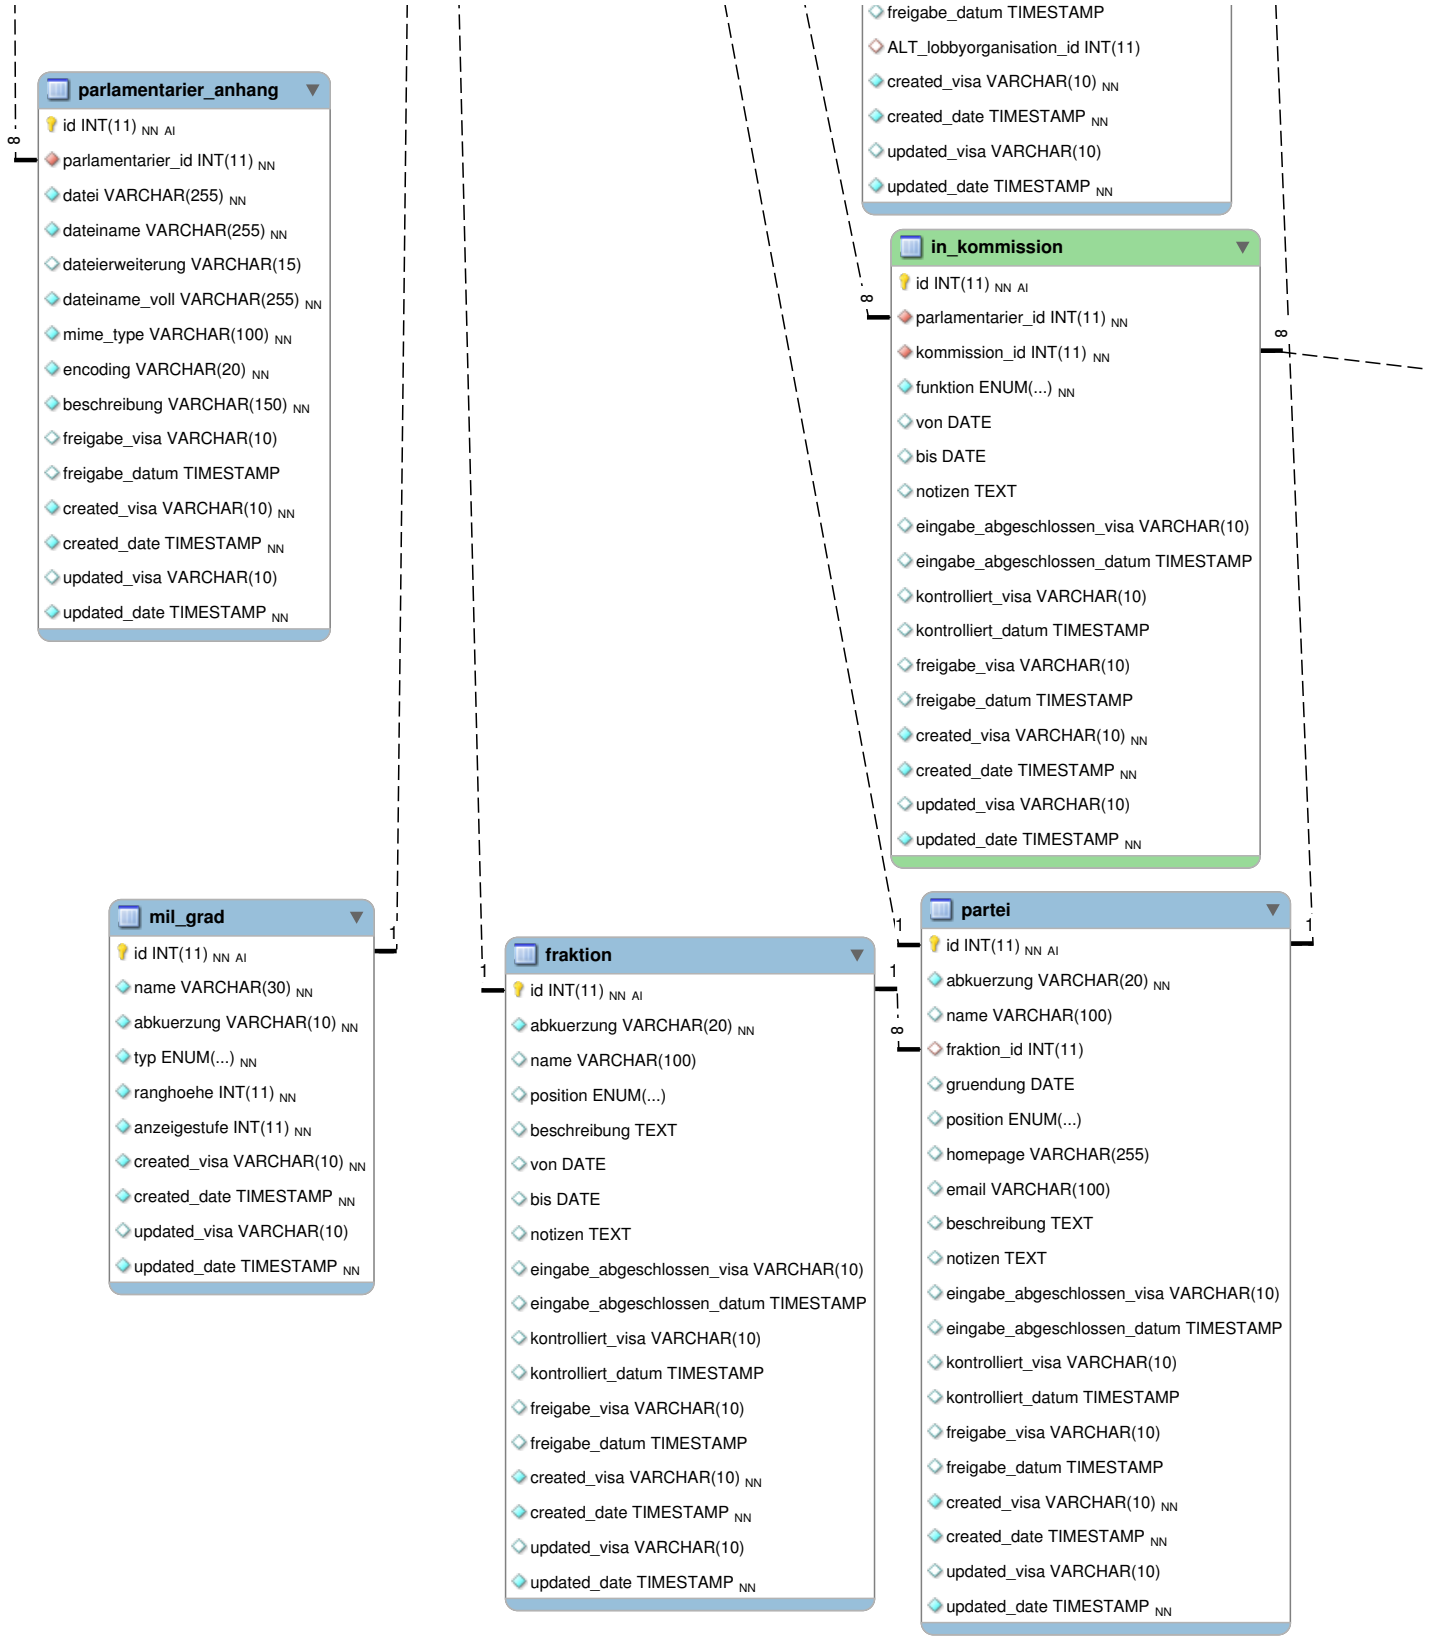 freigabe_datum TIMESTAMP
ALT_lobbyorganisation_id INT(11)
created_visa VARCHAR(10) NN
created_date TIMESTAMP NN
updated_visa VARCHAR(10)
updated_date TIMESTAMP NN
parlamentarier_anhang
id INT(11) NN AI
8
parlamentarier_id INT(11) NN
datei VARCHAR(255) NN
dateiname VARCHAR(255) NN
dateierweiterung VARCHAR(15)
dateiname_voll VARCHAR(255) NN
mime_type VARCHAR(100) NN
encoding VARCHAR(20) NN
beschreibung VARCHAR(150) NN
freigabe_visa VARCHAR(10)
freigabe_datum TIMESTAMP
created_visa VARCHAR(10) NN
created_date TIMESTAMP NN
updated_visa VARCHAR(10)
updated_date TIMESTAMP NN
in_kommission
id INT(11) NN AI
8
parlamentarier_id INT(11) NN
8
kommission_id INT(11) NN
funktion ENUM(...) NN
von DATE
bis DATE
notizen TEXT
eingabe_abgeschlossen_visa VARCHAR(10)
eingabe_abgeschlossen_datum TIMESTAMP
kontrolliert_visa VARCHAR(10)
kontrolliert_datum TIMESTAMP
freigabe_visa VARCHAR(10)
freigabe_datum TIMESTAMP
created_visa VARCHAR(10) NN
created_date TIMESTAMP NN
updated_visa VARCHAR(10)
updated_date TIMESTAMP NN
mil_grad
1
id INT(11) NN AI
name VARCHAR(30) NN
abkuerzung VARCHAR(10) NN
typ ENUM(...) NN
ranghoehe INT(11) NN
anzeigestufe INT(11) NN
created_visa VARCHAR(10) NN
created_date TIMESTAMP NN
updated_visa VARCHAR(10)
updated_date TIMESTAMP NN
fraktion
1
1
id INT(11) NN AI
abkuerzung VARCHAR(20) NN
name VARCHAR(100)
position ENUM(...)
beschreibung TEXT
von DATE
bis DATE
notizen TEXT
eingabe_abgeschlossen_visa VARCHAR(10)
eingabe_abgeschlossen_datum TIMESTAMP
kontrolliert_visa VARCHAR(10)
kontrolliert_datum TIMESTAMP
freigabe_visa VARCHAR(10)
freigabe_datum TIMESTAMP
created_visa VARCHAR(10) NN
created_date TIMESTAMP NN
updated_visa VARCHAR(10)
updated_date TIMESTAMP NN
partei
1
1
id INT(11) NN AI
abkuerzung VARCHAR(20) NN
name VARCHAR(100)
8
fraktion_id INT(11)
gruendung DATE
position ENUM(...)
homepage VARCHAR(255)
email VARCHAR(100)
beschreibung TEXT
notizen TEXT
eingabe_abgeschlossen_visa VARCHAR(10)
eingabe_abgeschlossen_datum TIMESTAMP
kontrolliert_visa VARCHAR(10)
kontrolliert_datum TIMESTAMP
freigabe_visa VARCHAR(10)
freigabe_datum TIMESTAMP
created_visa VARCHAR(10) NN
created_date TIMESTAMP NN
updated_visa VARCHAR(10)
updated_date TIMESTAMP NN